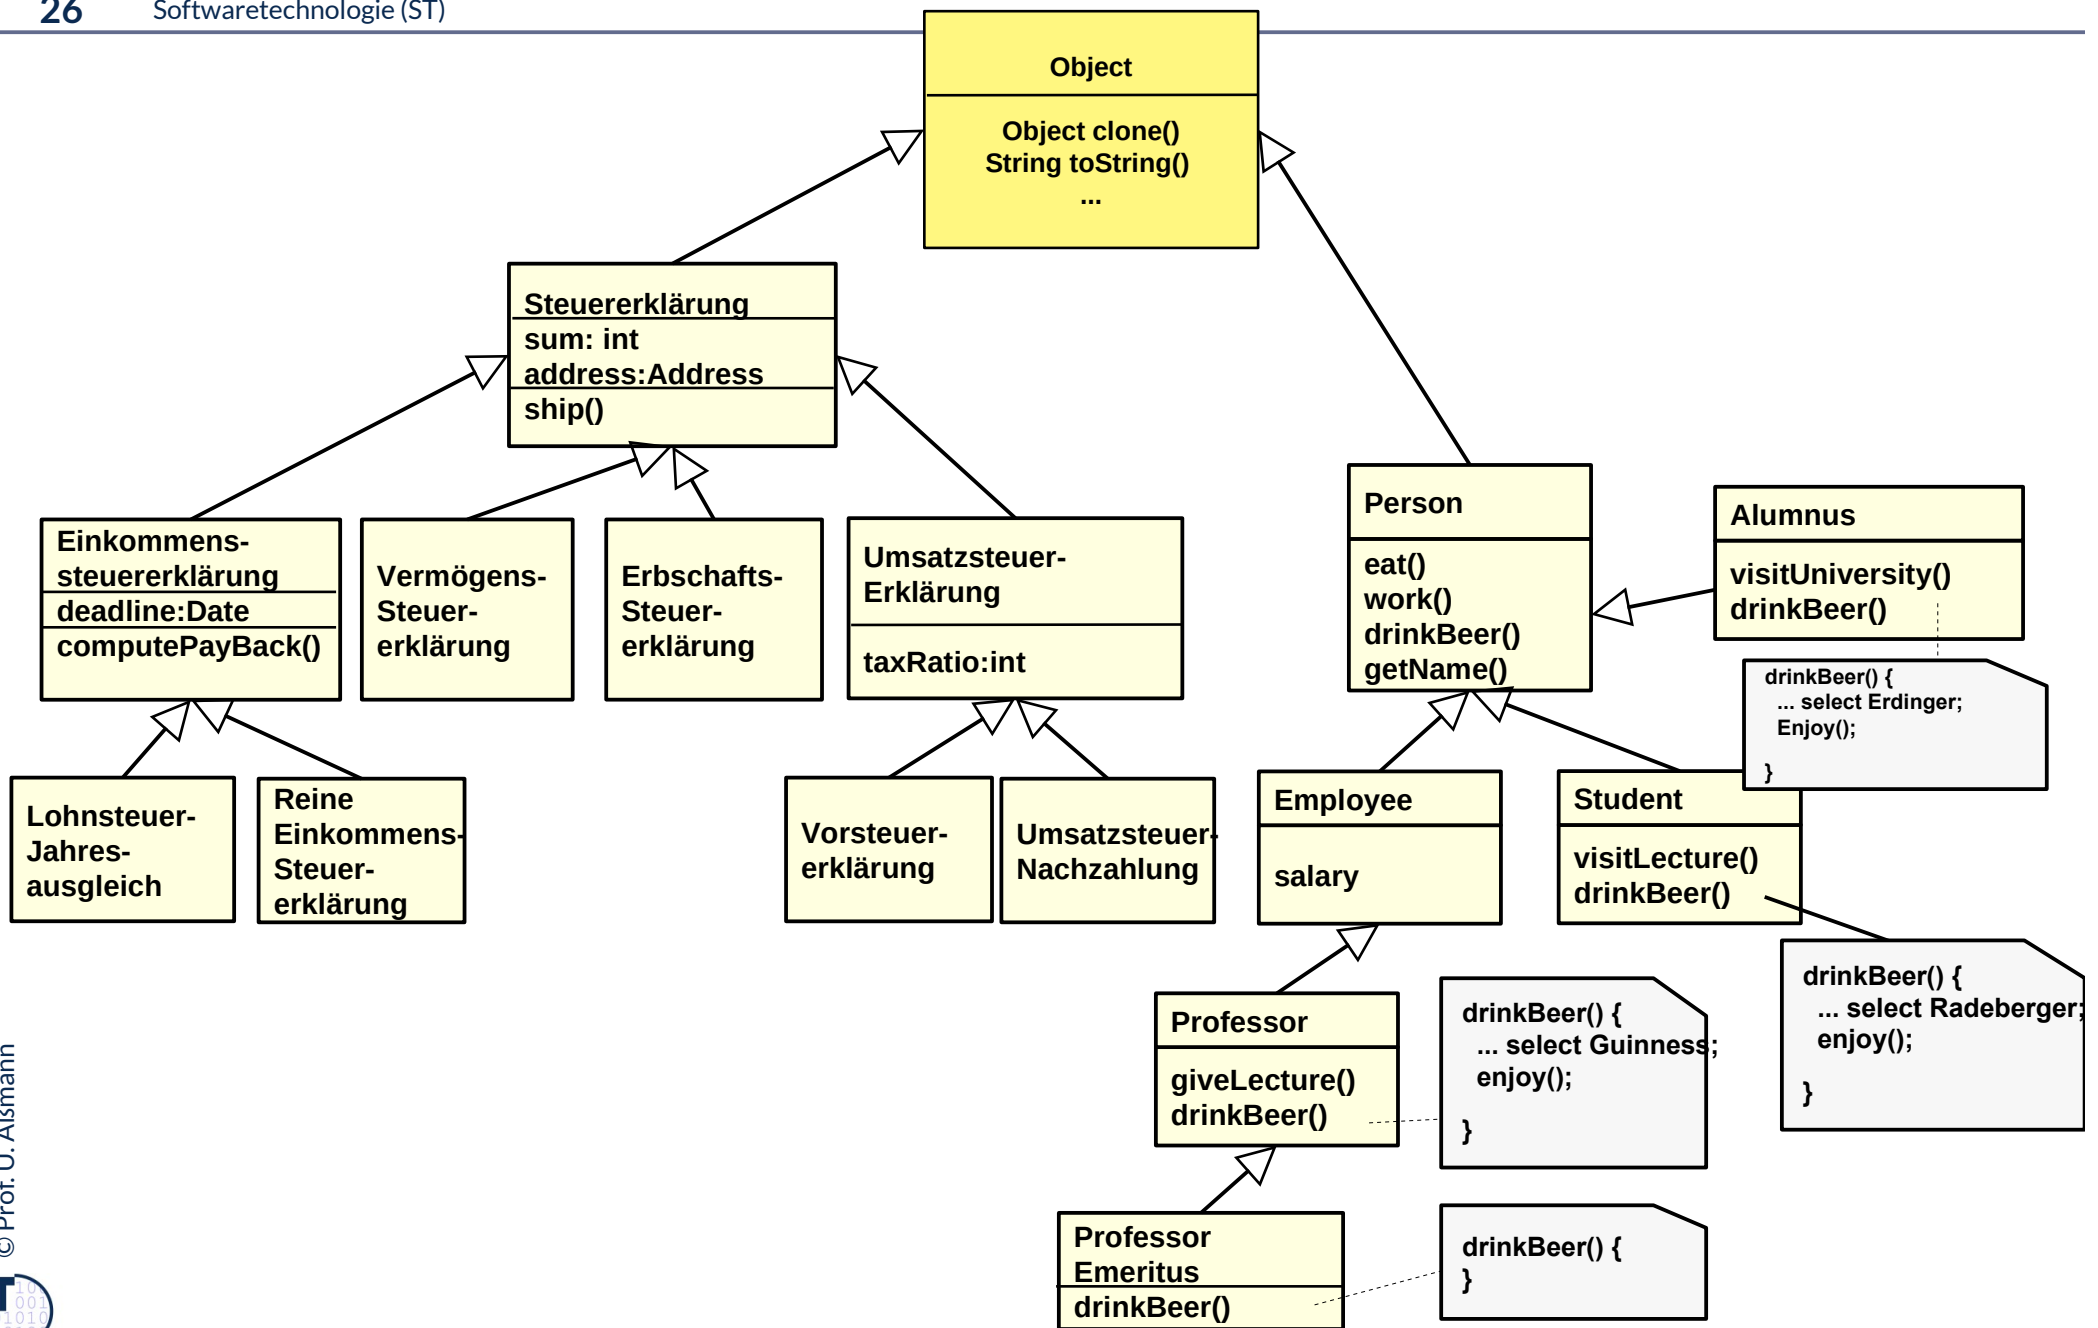 26
Softwaretechnologie (ST)
Object
Object clone()
String toString()
...
Steuererklärung
sum: int
address:Address
ship()
Einkommens-
steuererklärung
deadline:Date
computePayBack()
Vermögens-
Steuer-
erklärung
Erbschafts-
Steuer-
erklärung
Umsatzsteuer-
Erklärung
taxRatio:int
Person
eat()
work()
drinkBeer()
getName()
Alumnus
visitUniversity()
drinkBeer()
drinkBeer() {
... select Erdinger;
Enjoy();
}
Lohnsteuer-
Jahres-
ausgleich
Reine
Einkommens-
Steuer-
erklärung
Vorsteuer-
erklärung
Umsatzsteuer-
Nachzahlung
Employee
salary
Student
visitLecture()
drinkBeer()
drinkBeer() {
... select Radeberger;
enjoy();
}
Professor
giveLecture()
drinkBeer()
drinkBeer() {
... select Guinness;
enjoy();
}
Professor
Emeritus
drinkBeer()
drinkBeer() {
}
© Prof. U. Aßmann